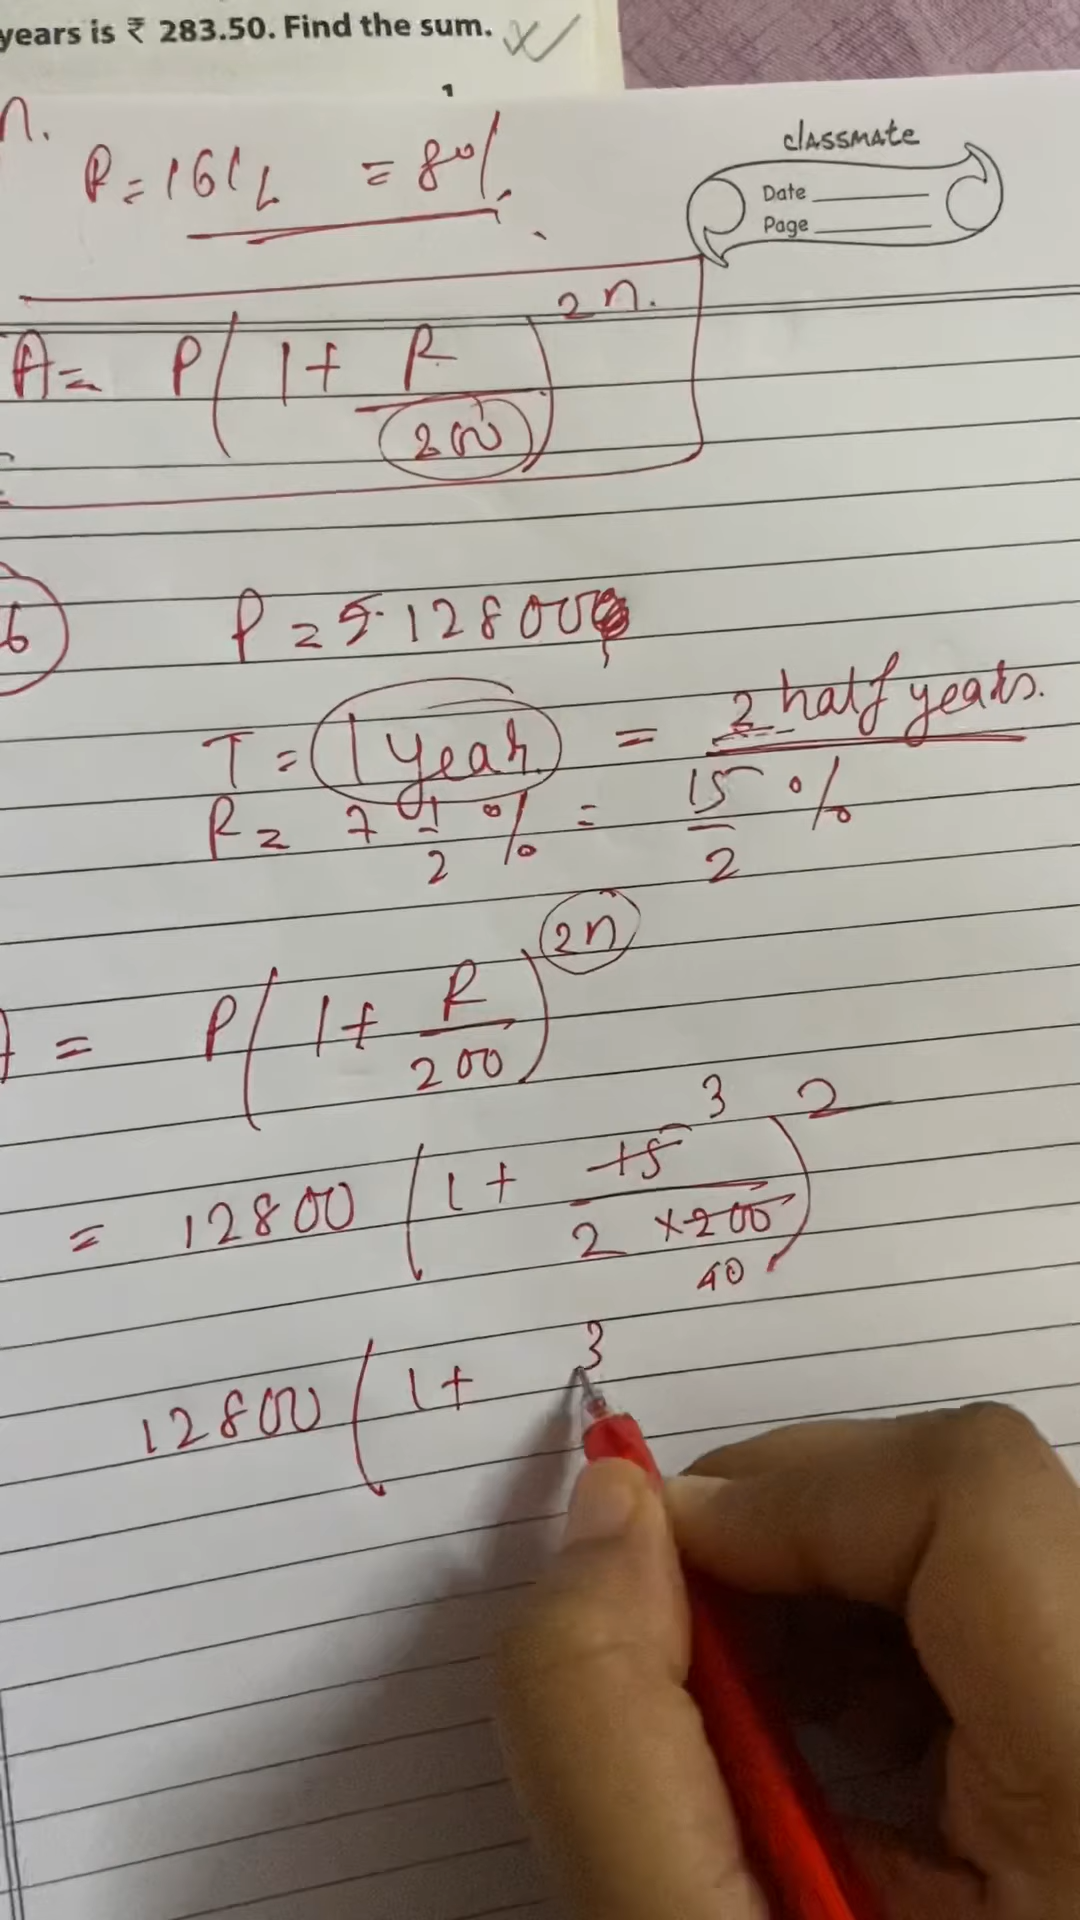 years is ₹ 283.50. Find the sum.
n.
R = 16% = 8%.
classmate
Date
Page
A = P(1 + R/200)^2n.
6
P = ₹ 12800
T = 1 year = 2 half years.
R = 7 1/2 % = 15/2 %
= P(1 + R/200)^2n
= 12800 (1 + 15 3/2 × 200 40)^2
12800 (1 + 3